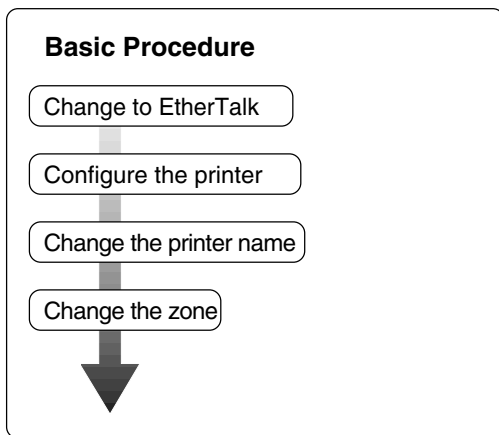 Basic Procedure
Change to EtherTalk
Configure the printer
Change the printer name
Change the zone